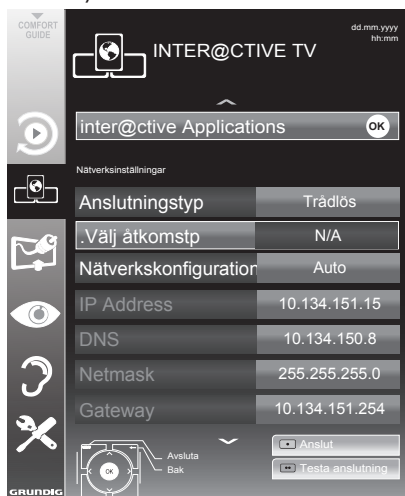 COMFORT
GUIDE
INTER@CTIVE TV
dd.mm.yyyy
hh:mm
inter@ctive Applications OK
Nätverksinställningar
Anslutningstyp Trådlös
.Välj åtkomstp N/A
Nätverkskonfiguration Auto
IP Address 10.134.151.15
DNS 10.134.150.8
Netmask 255.255.255.0
Gateway 10.134.151.254
Avsluta
Bak
OK
Anslut
Testa anslutning
GRUNDIG